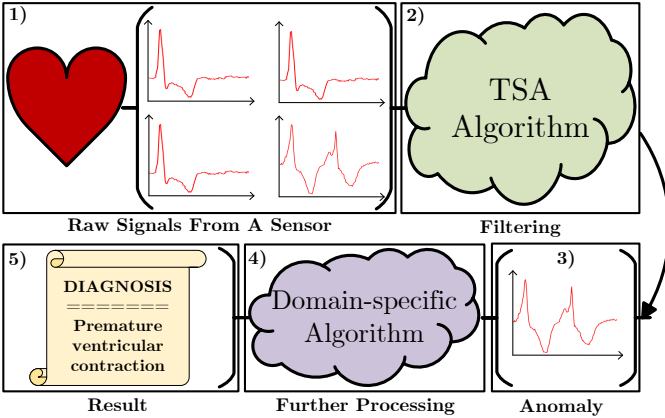 1)
Raw Signals From A Sensor
2)
TSA
Algorithm
Filtering
3)
Anomaly
4)
Domain-specific
Algorithm
Further Processing
5)
DIAGNOSIS
=======
Premature
ventricular
contraction
Result